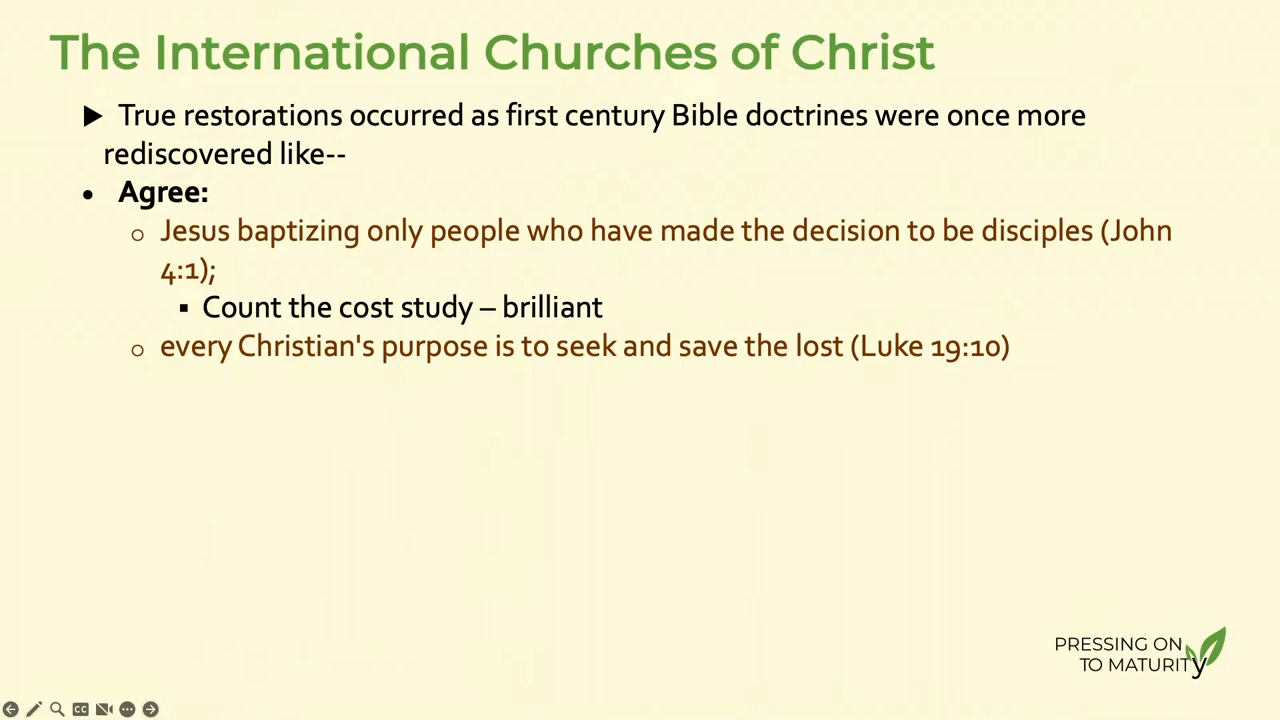 The International Churches of Christ
▶ True restorations occurred as first century Bible doctrines were once more
rediscovered like--
• Agree:
o Jesus baptizing only people who have made the decision to be disciples (John
4:1);
▪ Count the cost study – brilliant
o every Christian's purpose is to seek and save the lost (Luke 19:10)
PRESSING ON
TO MATURITy
CC